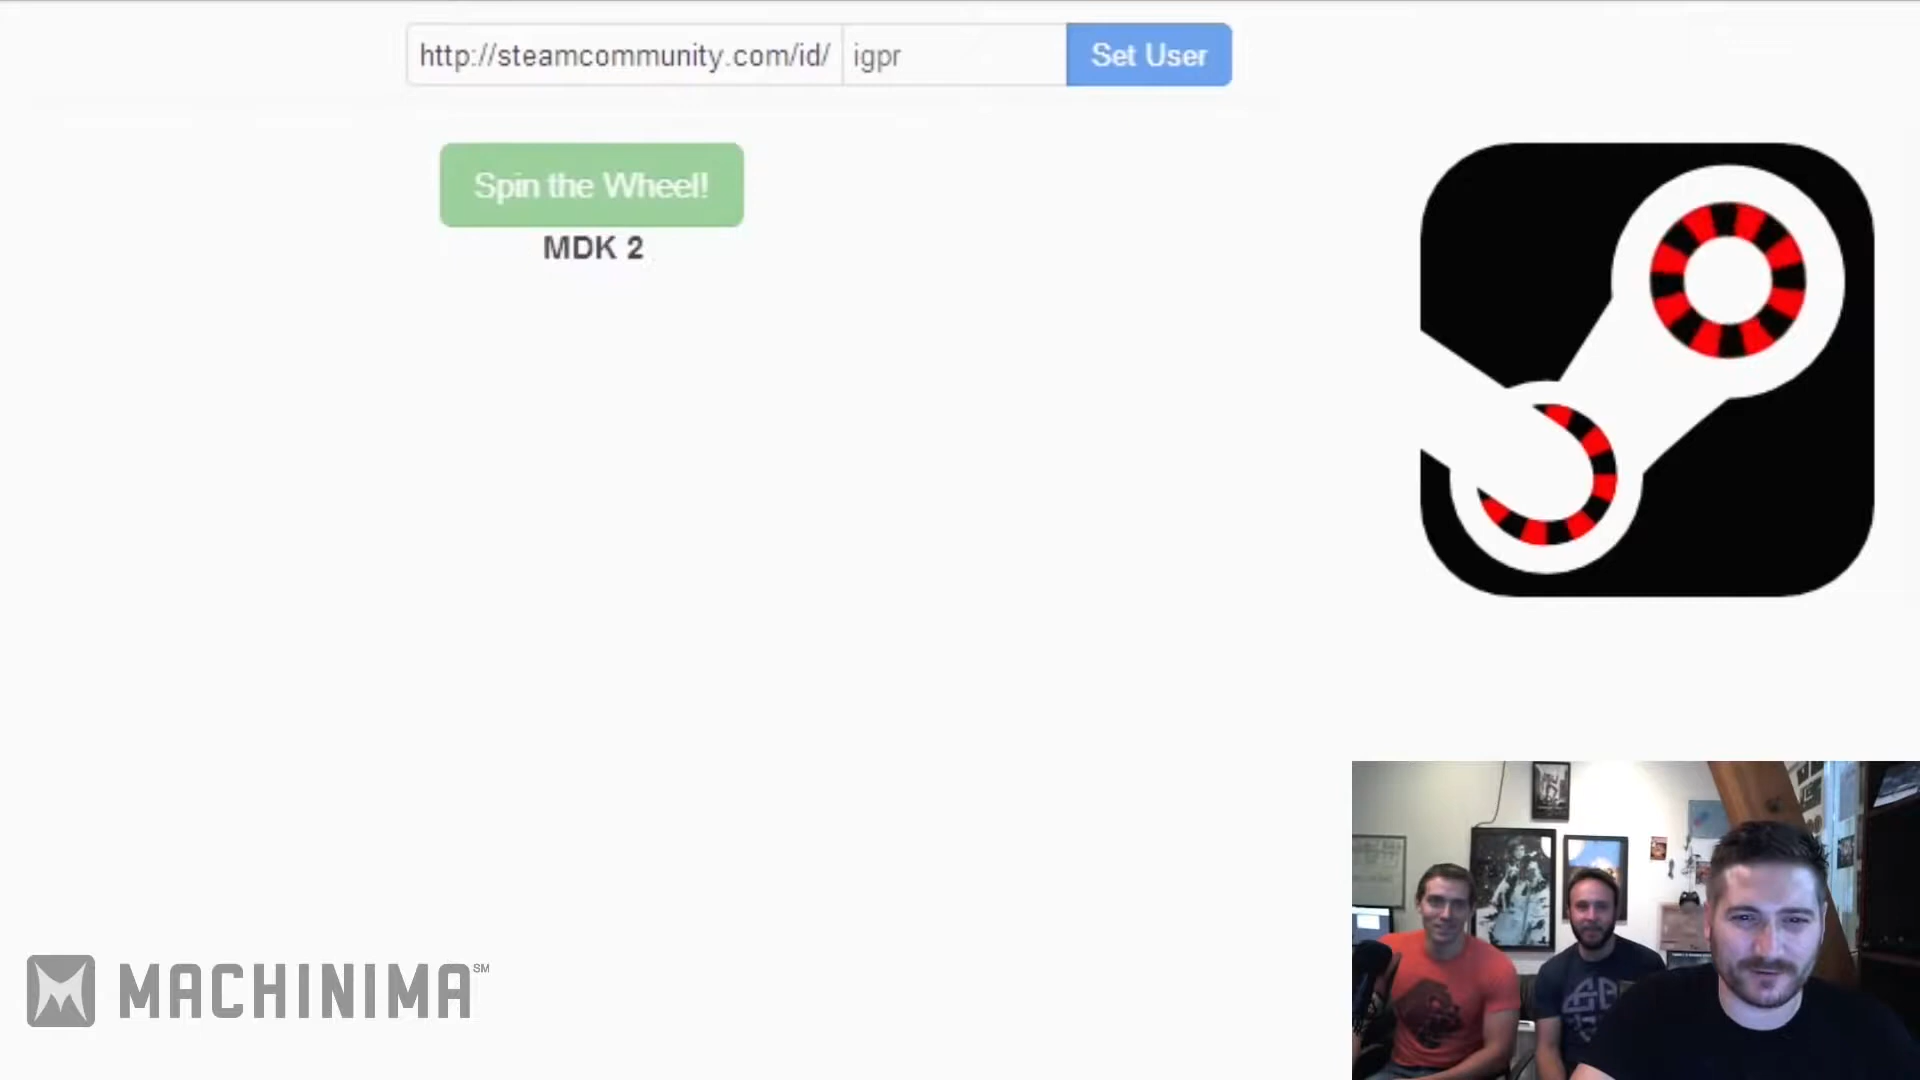 http://steamcommunity.com/id/ igpr Set User
Spin the Wheel!
MDK 2
MACHINIMA SM